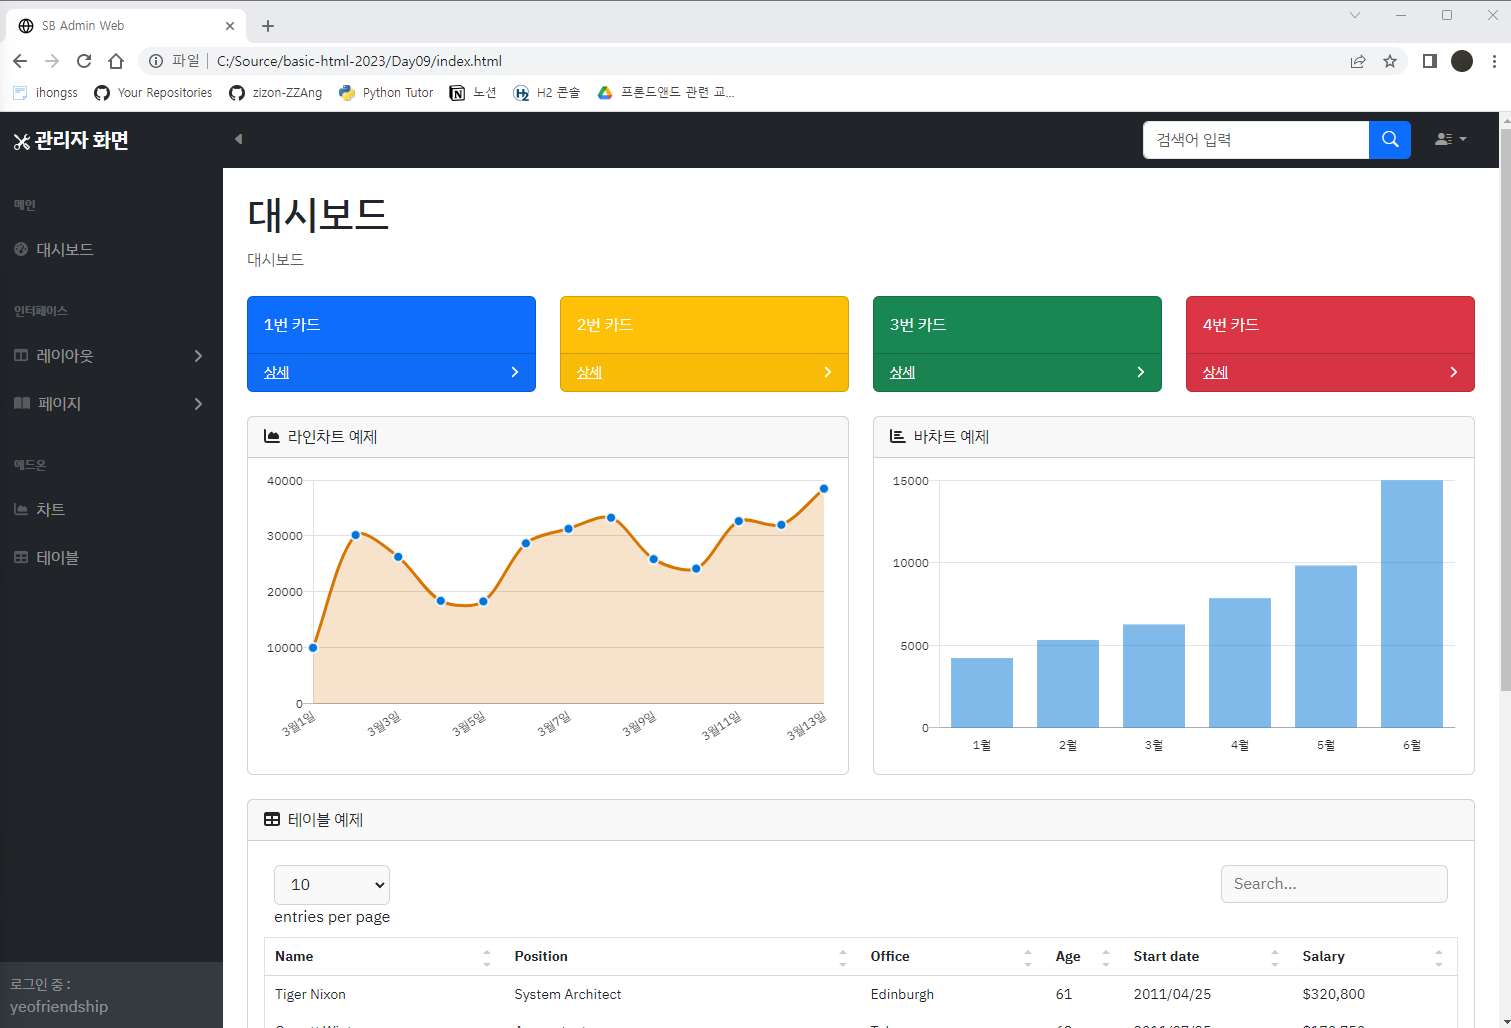 SB Admin Web
파일 C:/Source/basic-html-2023/Day09/index.html
ihongss Your Repositories zizon-ZZAng Python Tutor 노션 H2 콘솔 프론드앤드 관련 교...
관리자 화면
검색어 입력
메인
대시보드
인터페이스
레이아웃
페이지
애드온
차트
테이블
로그인 중 :
yeofriendship
대시보드
대시보드
1번 카드
상세
2번 카드
상세
3번 카드
상세
4번 카드
상세
라인차트 예제
40000
30000
20000
10000
0
3월1일 3월3일 3월5일 3월7일 3월9일 3월11일 3월13일
바차트 예제
15000
10000
5000
0
1월 2월 3월 4월 5월 6월
테이블 예제
10
entries per page
Search...
Name Position Office Age Start date Salary
Tiger Nixon System Architect Edinburgh 61 2011/04/25 $320,800